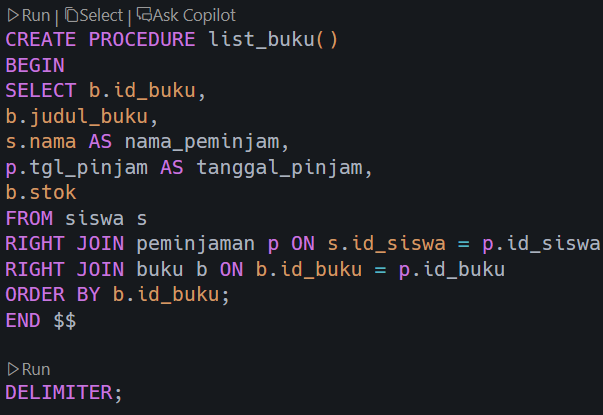 Run | Select | Ask Copilot
CREATE PROCEDURE list_buku()
BEGIN
SELECT b.id_buku,
b.judul_buku,
s.nama AS nama_peminjam,
p.tgl_pinjam AS tanggal_pinjam,
b.stok
FROM siswa s
RIGHT JOIN peminjaman p ON s.id_siswa = p.id_siswa
RIGHT JOIN buku b ON b.id_buku = p.id_buku
ORDER BY b.id_buku;
END $$
Run
DELIMITER;